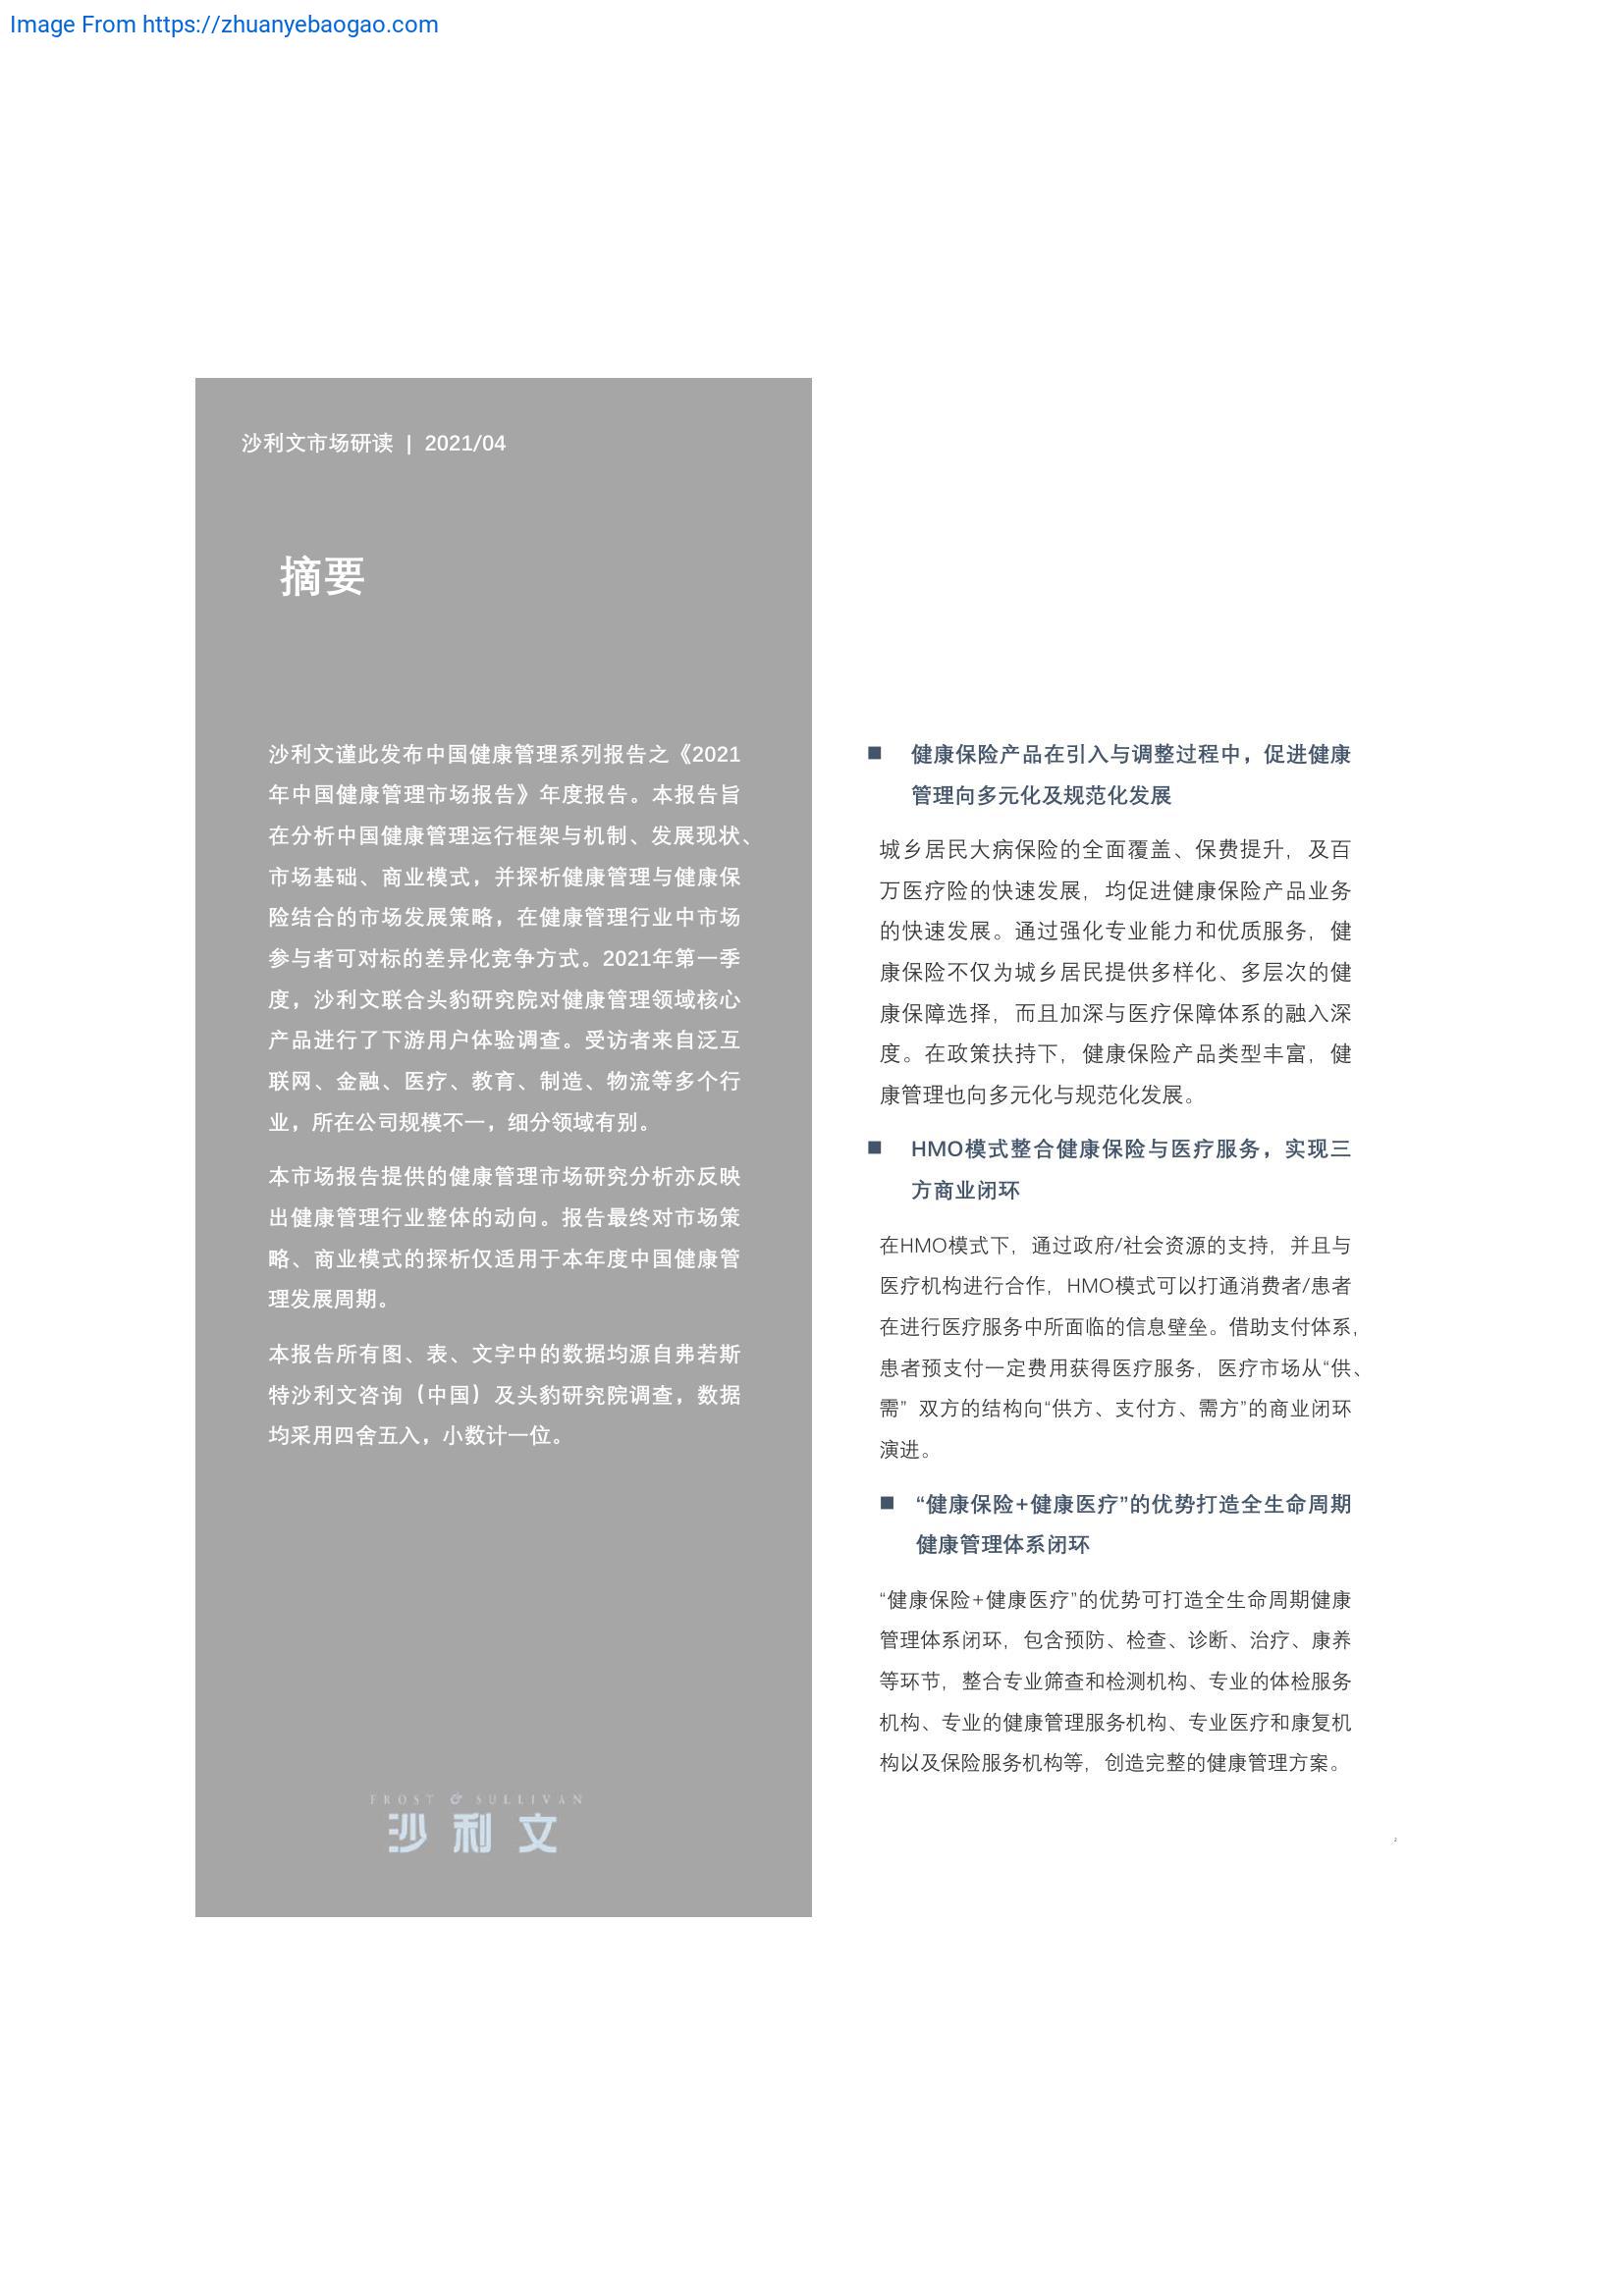 Image From https://zhuanyebaogao.com
沙利文市场研读 | 2021/04
摘要
沙利文谨此发布中国健康管理系列报告之《2021
年中国健康管理市场报告》年度报告。本报告旨
在分析中国健康管理运行框架与机制、发展现状、
市场基础、商业模式，并探析健康管理与健康保
险结合的市场发展策略，在健康管理行业中市场
参与者可对标的差异化竞争方式。2021年第一季
度，沙利文联合头豹研究院对健康管理领域核心
产品进行了下游用户体验调查。受访者来自泛互
联网、金融、医疗、教育、制造、物流等多个行
业，所在公司规模不一，细分领域有别。
本市场报告提供的健康管理市场研究分析亦反映
出健康管理行业整体的动向。报告最终对市场策
略、商业模式的探析仅适用于本年度中国健康管
理发展周期。
本报告所有图、表、文字中的数据均源自弗若斯
特沙利文咨询（中国）及头豹研究院调查，数据
均采用四舍五入，小数计一位。
FROST & SULLIVAN
沙利文
■ 健康保险产品在引入与调整过程中，促进健康
管理向多元化及规范化发展
城乡居民大病保险的全面覆盖、保费提升，及百
万医疗险的快速发展，均促进健康保险产品业务
的快速发展。通过强化专业能力和优质服务，健
康保险不仅为城乡居民提供多样化、多层次的健
康保障选择，而且加深与医疗保障体系的融入深
度。在政策扶持下，健康保险产品类型丰富，健
康管理也向多元化与规范化发展。
■ HMO模式整合健康保险与医疗服务，实现三
方商业闭环
在HMO模式下，通过政府/社会资源的支持，并且与
医疗机构进行合作，HMO模式可以打通消费者/患者
在进行医疗服务中所面临的信息壁垒。借助支付体系，
患者预支付一定费用获得医疗服务，医疗市场从“供、
需” 双方的结构向“供方、支付方、需方”的商业闭环
演进。
■ “健康保险+健康医疗”的优势打造全生命周期
健康管理体系闭环
“健康保险+健康医疗”的优势可打造全生命周期健康
管理体系闭环，包含预防、检查、诊断、治疗、康养
等环节，整合专业筛查和检测机构、专业的体检服务
机构、专业的健康管理服务机构、专业医疗和康复机
构以及保险服务机构等，创造完整的健康管理方案。